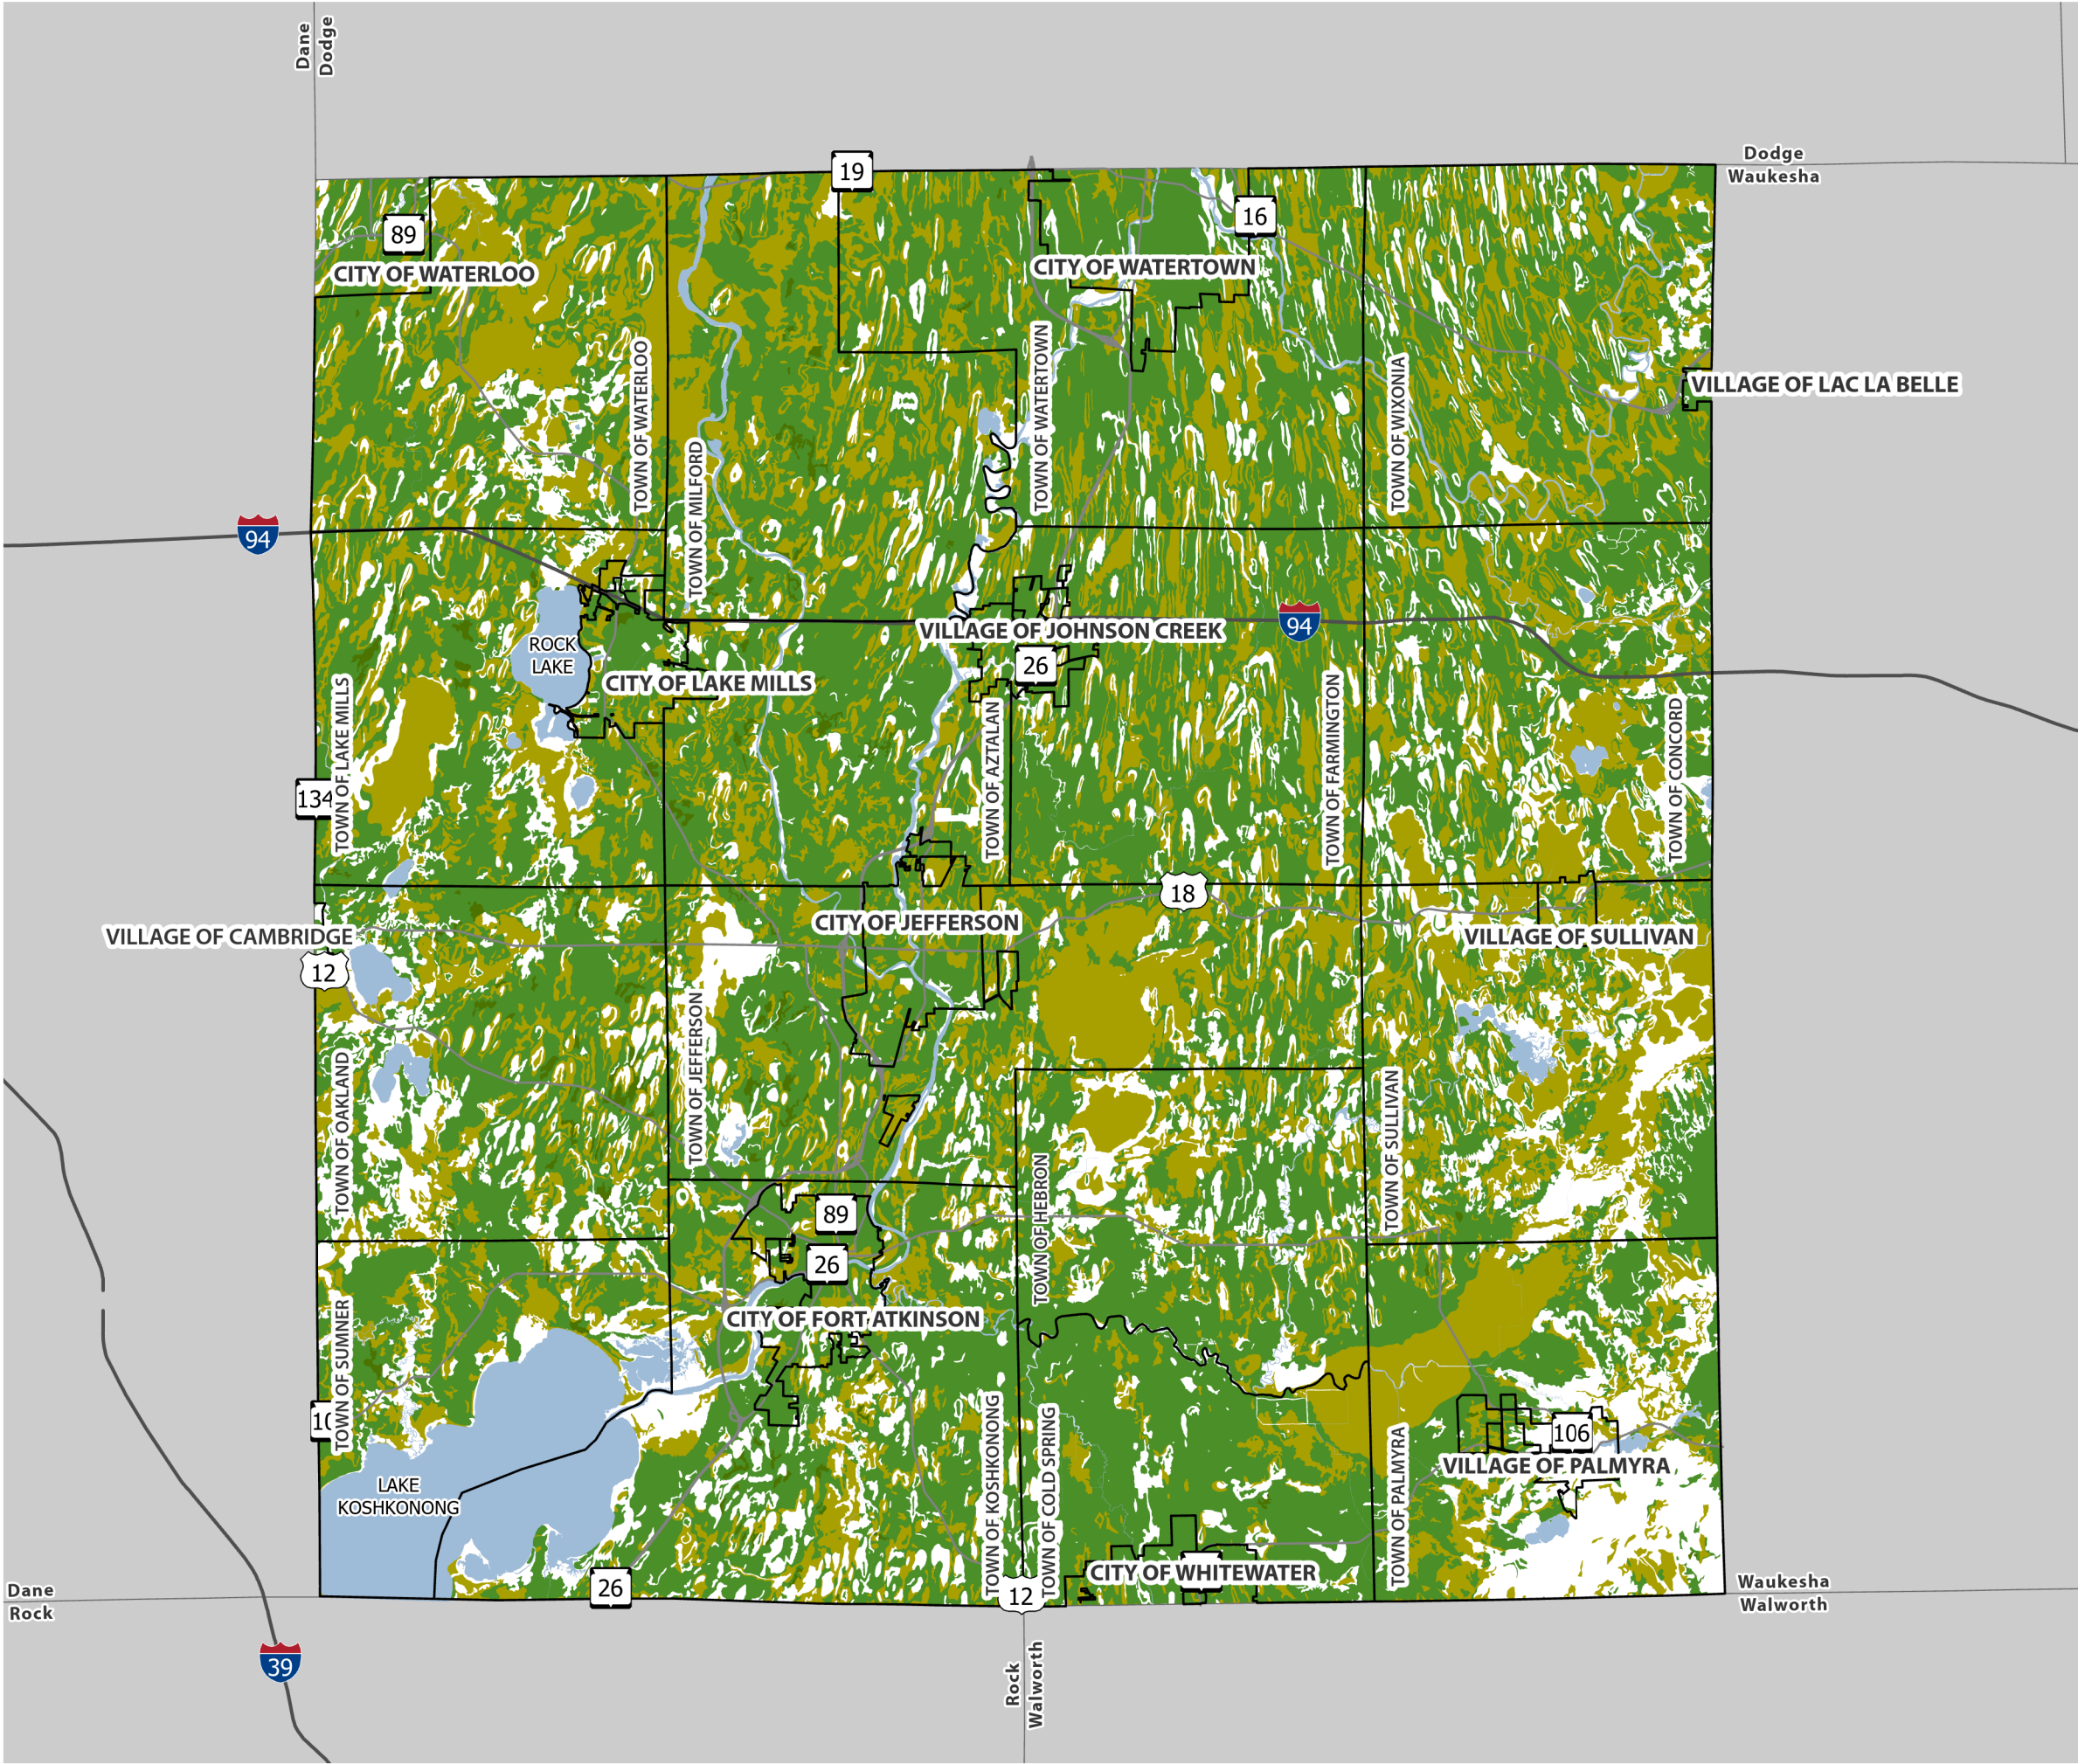 Dane
Dodge
Dodge
Waukesha
19
16
89
CITY OF WATERLOO
CITY OF WATERTOWN
TOWN OF WATERLOO
TOWN OF MILFORD
TOWN OF WATERTOWN
TOWN OF WIXONIA
VILLAGE OF LAC LA BELLE
94
94
ROCK
LAKE
VILLAGE OF JOHNSON CREEK
26
CITY OF LAKE MILLS
TOWN OF LAKE MILLS
TOWN OF AZTALAN
TOWN OF FARMINGTON
TOWN OF CONCORD
134
18
CITY OF JEFFERSON
VILLAGE OF CAMBRIDGE
VILLAGE OF SULLIVAN
12
TOWN OF OAKLAND
TOWN OF JEFFERSON
TOWN OF HEBRON
TOWN OF SULLIVAN
89
26
CITY OF FORT ATKINSON
TOWN OF SUMNER
10
TOWN OF KOSHKONONG
TOWN OF COLD SPRING
TOWN OF PALMYRA
106
VILLAGE OF PALMYRA
LAKE
KOSHKONONG
CITY OF WHITEWATER
26
12
Dane
Rock
Waukesha
Walworth
39
Rock
Walworth